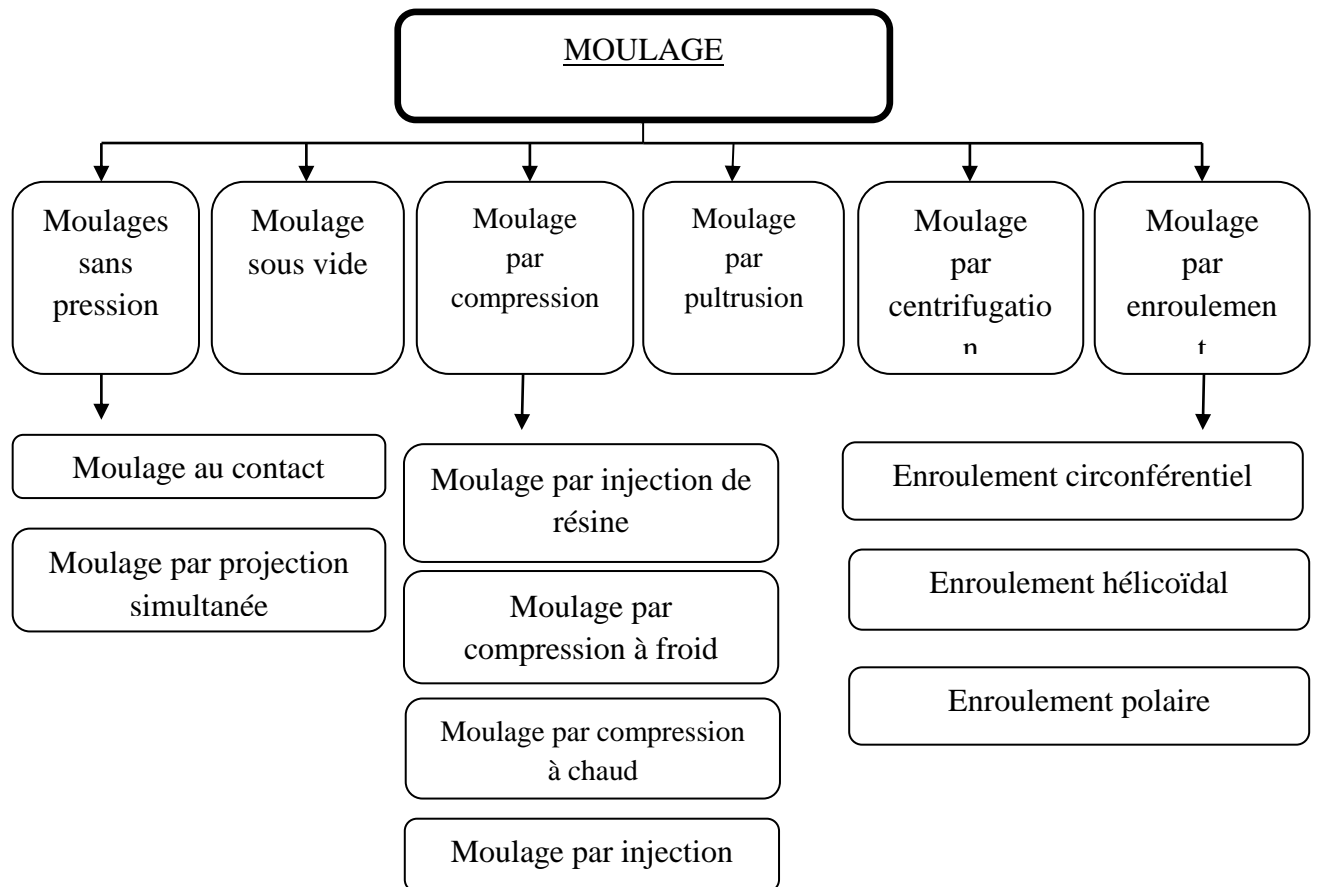 MOULAGE
Moulages
sans
pression
Moulage
sous vide
Moulage
par
compression
Moulage
par
pultrusion
Moulage
par
centrifugatio
n
Moulage
par
enroulemen
t
Moulage au contact
Moulage par projection
simultanée
Moulage par injection de
résine
Moulage par
compression à froid
Moulage par compression
à chaud
Moulage par injection
Enroulement circonférentiel
Enroulement hélicoïdal
Enroulement polaire